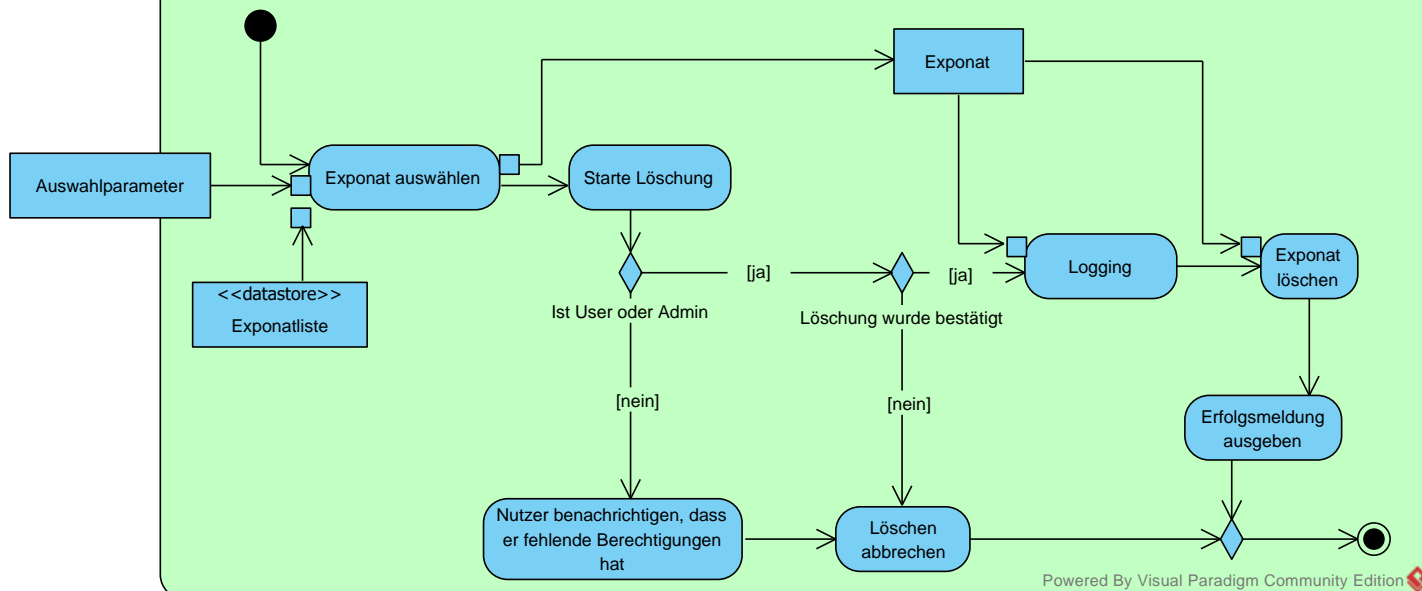 Exponat
Auswahlparameter
Exponat auswählen
Starte Löschung
<<datastore>>
Exponatliste
[ja]
[ja]
Logging
Exponat
löschen
Ist User oder Admin
Löschung wurde bestätigt
[nein]
[nein]
Erfolgsmeldung
ausgeben
Nutzer benachrichtigen, dass
er fehlende Berechtigungen
hat
Löschen
abbrechen
Powered By Visual Paradigm Community Edition